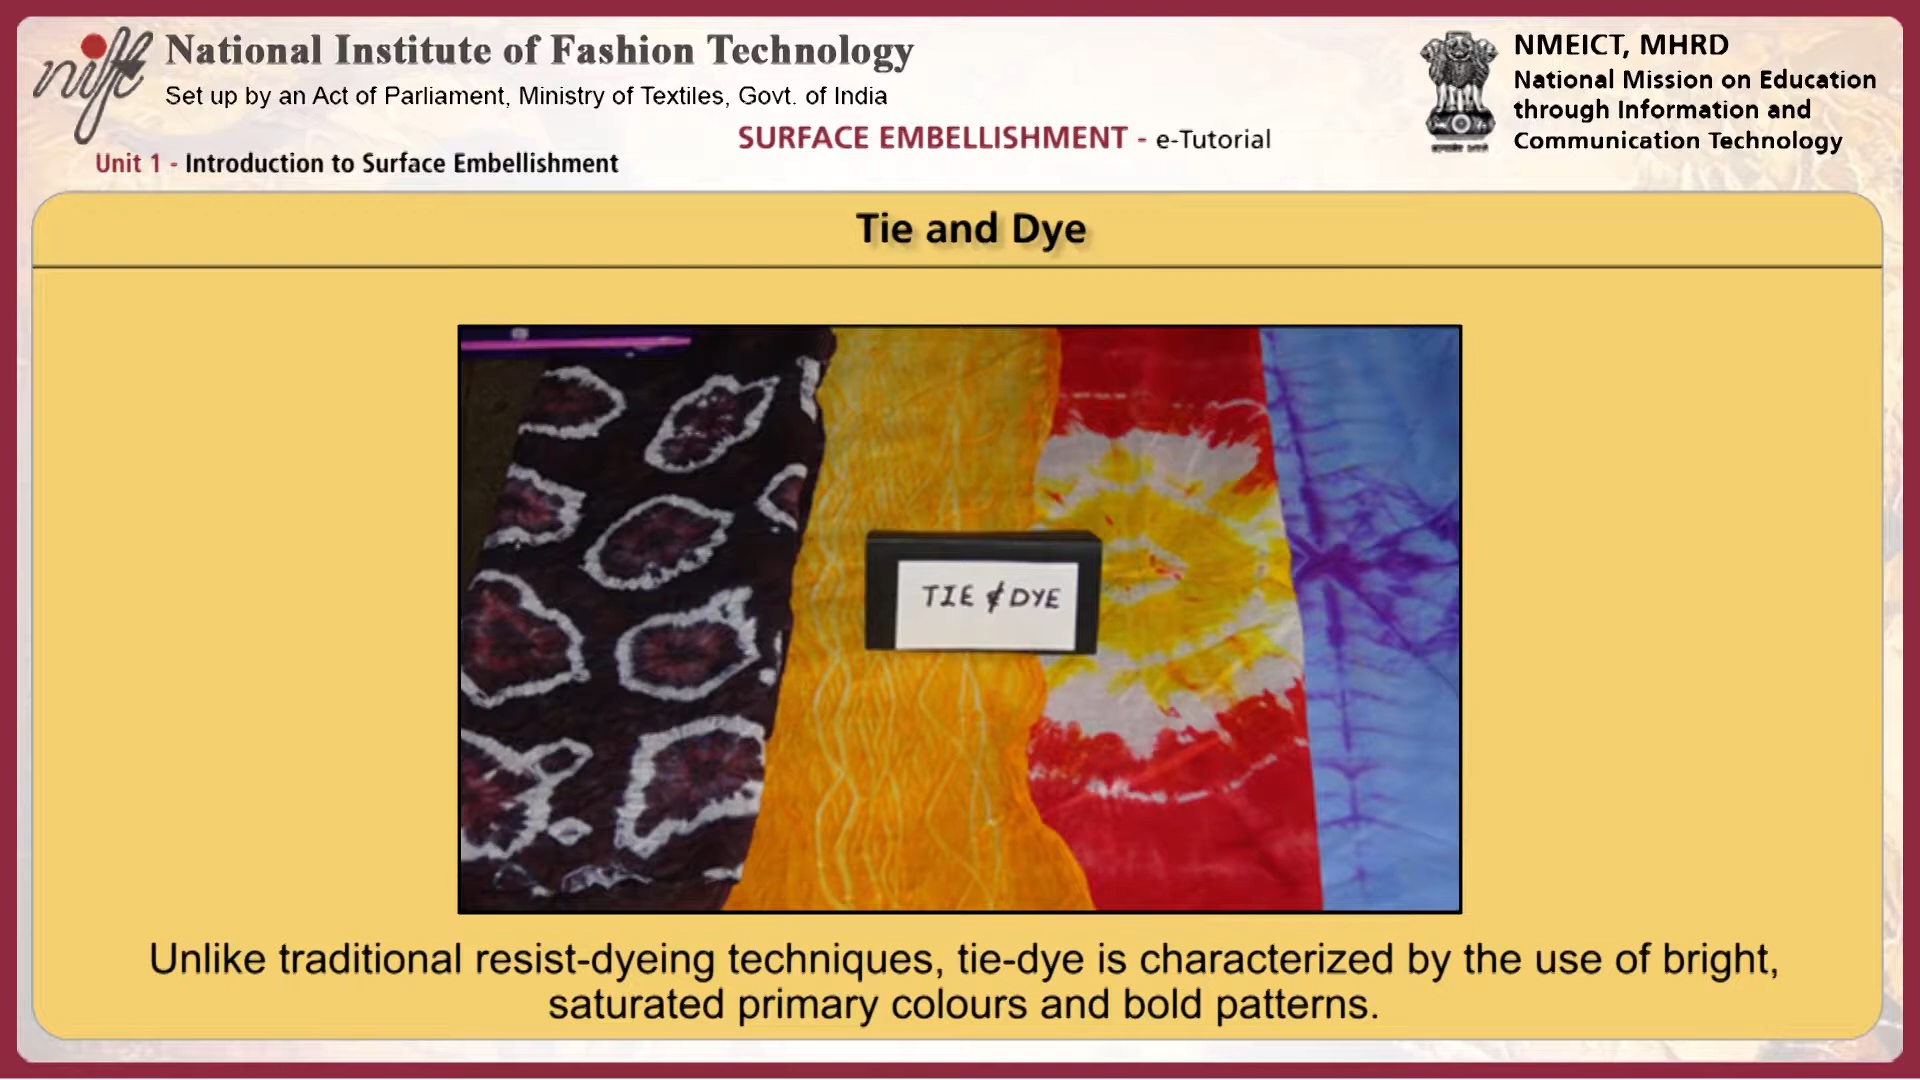 nift
National Institute of Fashion Technology
Set up by an Act of Parliament, Ministry of Textiles, Govt. of India
SURFACE EMBELLISHMENT - e-Tutorial
Unit 1 - Introduction to Surface Embellishment
NMEICT, MHRD
National Mission on Education
through Information and
Communication Technology
Tie and Dye
TIE & DYE
Unlike traditional resist-dyeing techniques, tie-dye is characterized by the use of bright,
saturated primary colours and bold patterns.